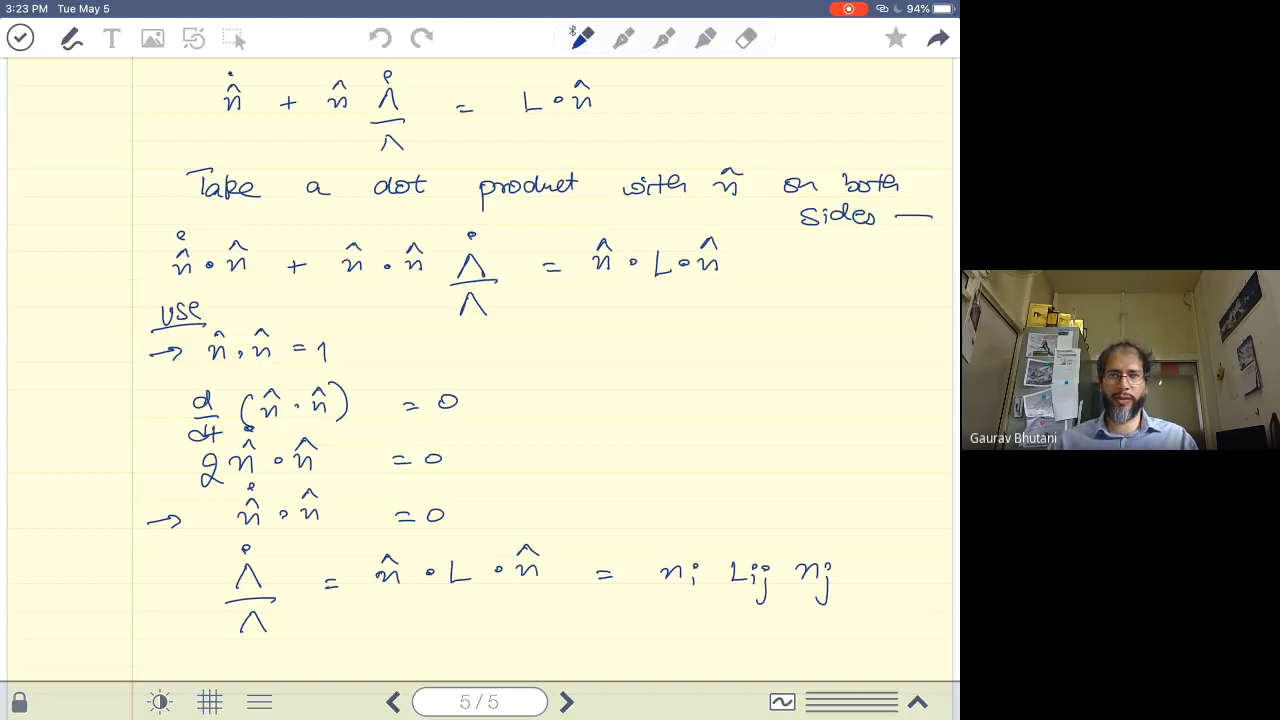 3:23 PM Tue May 5
94%
T
n̂̇ + n̂ Λ̇/Λ = L∘n̂
Take a dot product with n̂ on both
sides —
n̂̇ • n̂ + n̂ • n̂ Λ̇/Λ = n̂ • L • n̂
use
→ n̂ . n̂ = 1
d/dt (n̂ . n̂) = 0
2 n̂̇ • n̂ = 0
→ n̂̇ • n̂ = 0
Λ̇/Λ = n̂ • L • n̂ = ni Lij nj
5 / 5
Gaurav Bhutani